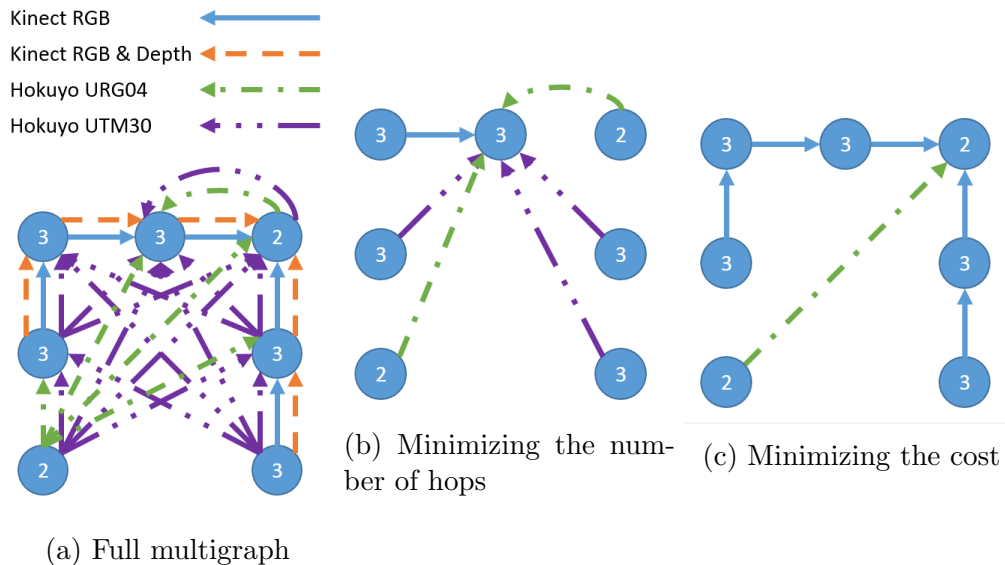 Kinect RGB
Kinect RGB & Depth
Hokuyo URG04
Hokuyo UTM30
3 3 2
3 3
2 3
(a) Full multigraph
3 3 2
3 3
2 3
(b) Minimizing the num-
ber of hops
3 3 2
3 3
2 3
(c) Minimizing the cost